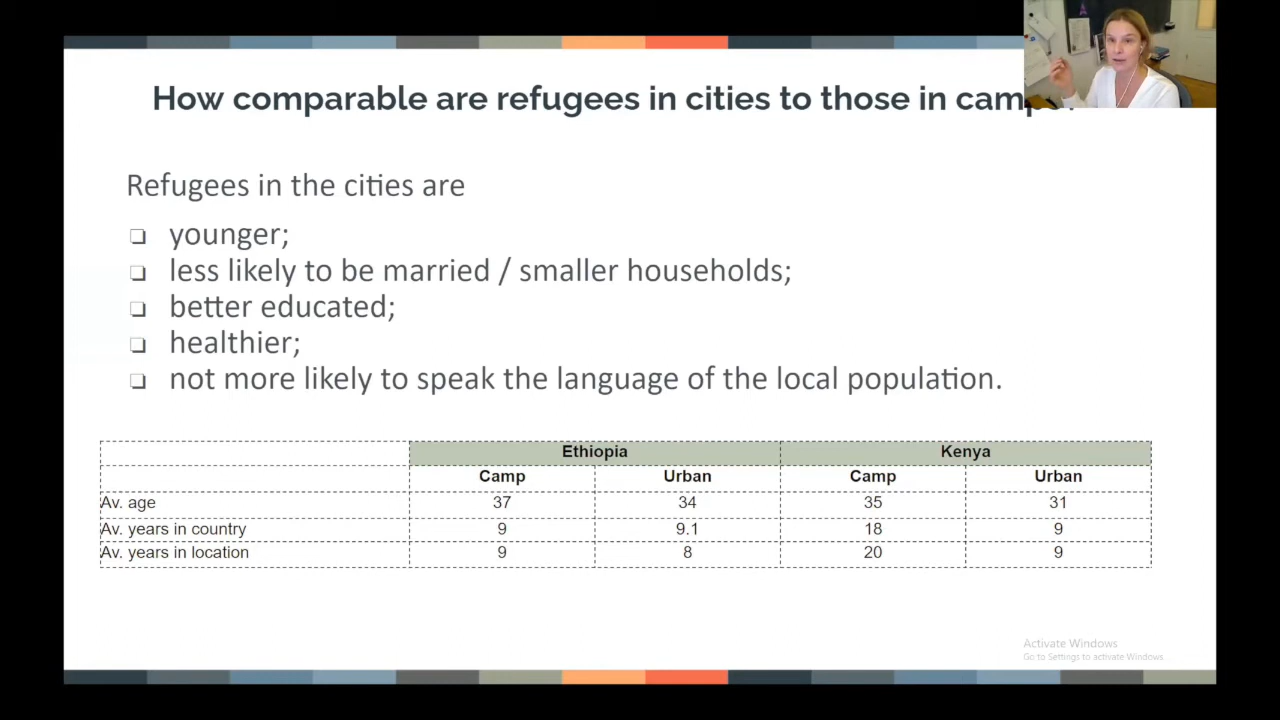 How comparable are refugees in cities to those in camps?
Refugees in the cities are
❏ younger;
❏ less likely to be married / smaller households;
❏ better educated;
❏ healthier;
❏ not more likely to speak the language of the local population.
Ethiopia Kenya
Camp Urban Camp Urban
Av. age 37 34 35 31
Av. years in country 9 9.1 18 9
Av. years in location 9 8 20 9
Activate Windows
Go to Settings to activate Windows.